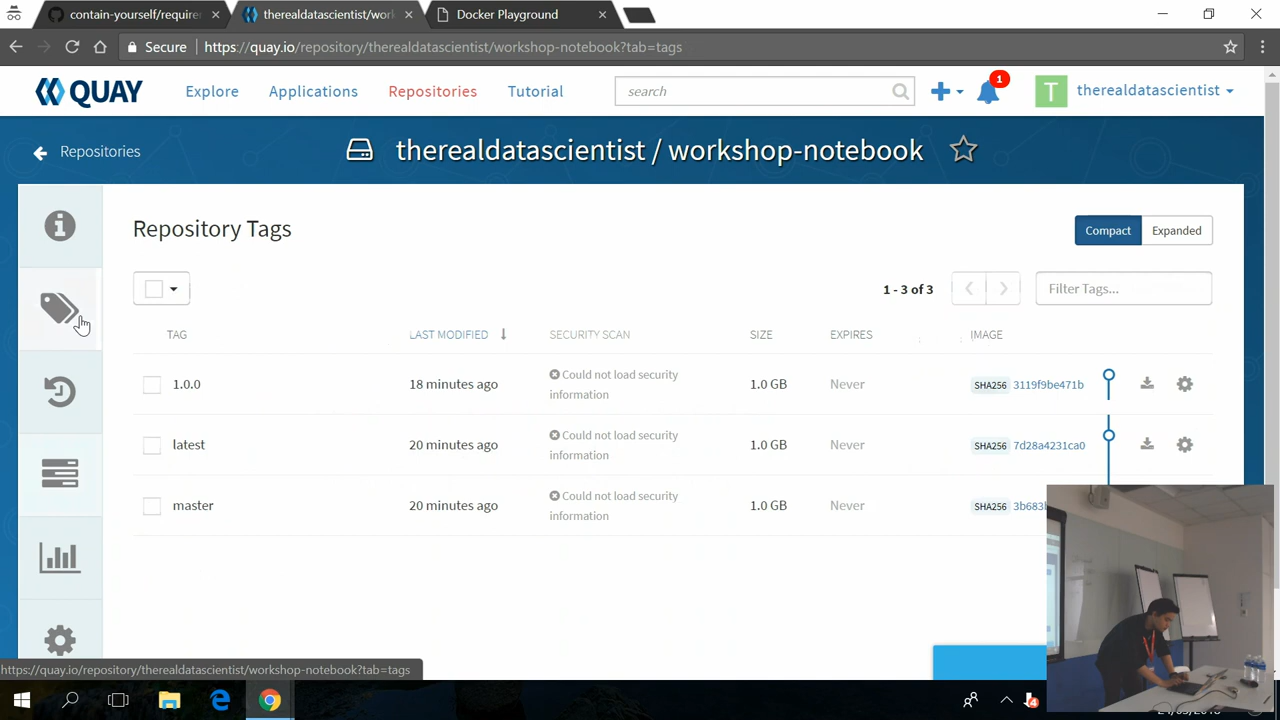 contain-yourself/require
therealdatascientist/work
Docker Playground
Secure
https://quay.io/repository/therealdatascientist/workshop-notebook?tab=tags
QUAY
Explore
Applications
Repositories
Tutorial
search
1
T
therealdatascientist
Repositories
therealdatascientist / workshop-notebook
Repository Tags
Compact
Expanded
1 - 3 of 3
Filter Tags...
TAG
LAST MODIFIED
SECURITY SCAN
SIZE
EXPIRES
IMAGE
1.0.0
18 minutes ago
Could not load security
information
1.0 GB
Never
SHA256 3119f9be471b
latest
20 minutes ago
Could not load security
information
1.0 GB
Never
SHA256 7d28a4231ca0
master
20 minutes ago
Could not load security
information
1.0 GB
Never
SHA256 3b683
https://quay.io/repository/therealdatascientist/workshop-notebook?tab=tags
4